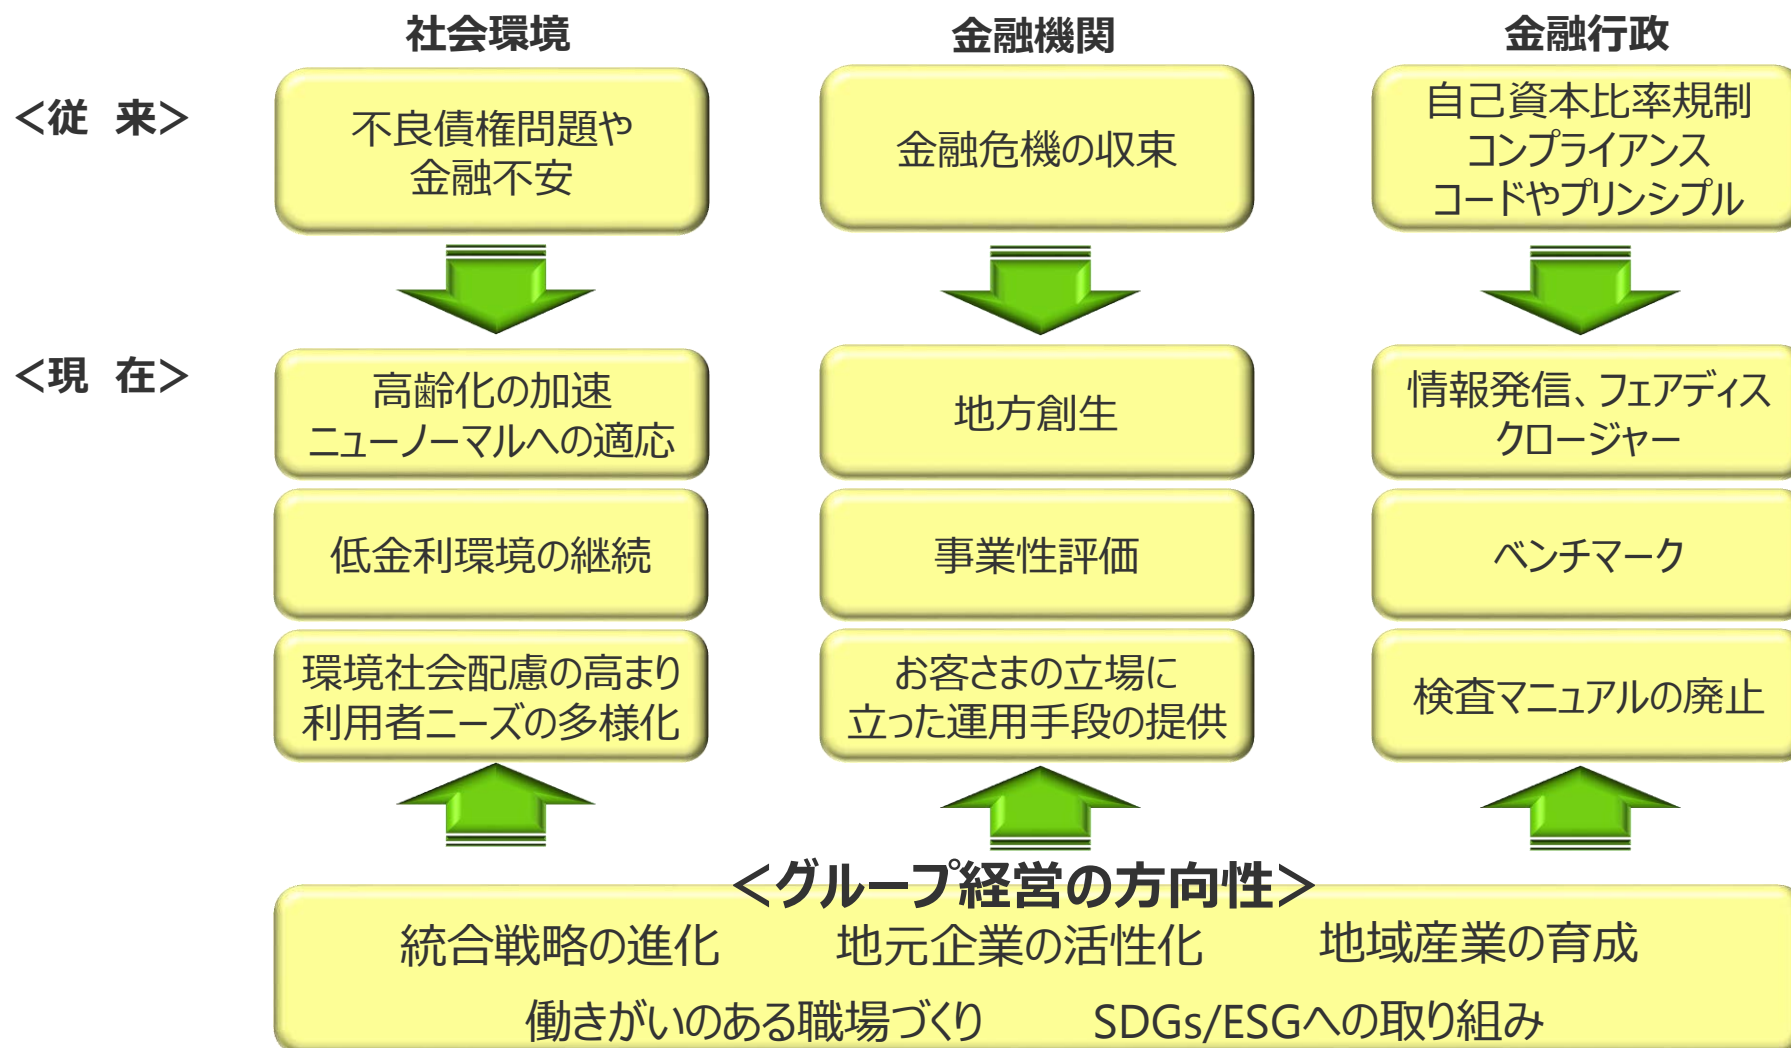 社会環境
金融機関
金融行政
＜従 来＞
不良債権問題や
金融不安
金融危機の収束
自己資本比率規制
コンプライアンス
コードやプリンシプル
＜現 在＞
高齢化の加速
ニューノーマルへの適応
地方創生
情報発信、フェアディス
クロージャー
低金利環境の継続
事業性評価
ベンチマーク
環境社会配慮の高まり
利用者ニーズの多様化
お客さまの立場に
立った運用手段の提供
検査マニュアルの廃止
＜グループ経営の方向性＞
統合戦略の進化
地元企業の活性化
地域産業の育成
働きがいのある職場づくり
SDGs/ESGへの取り組み